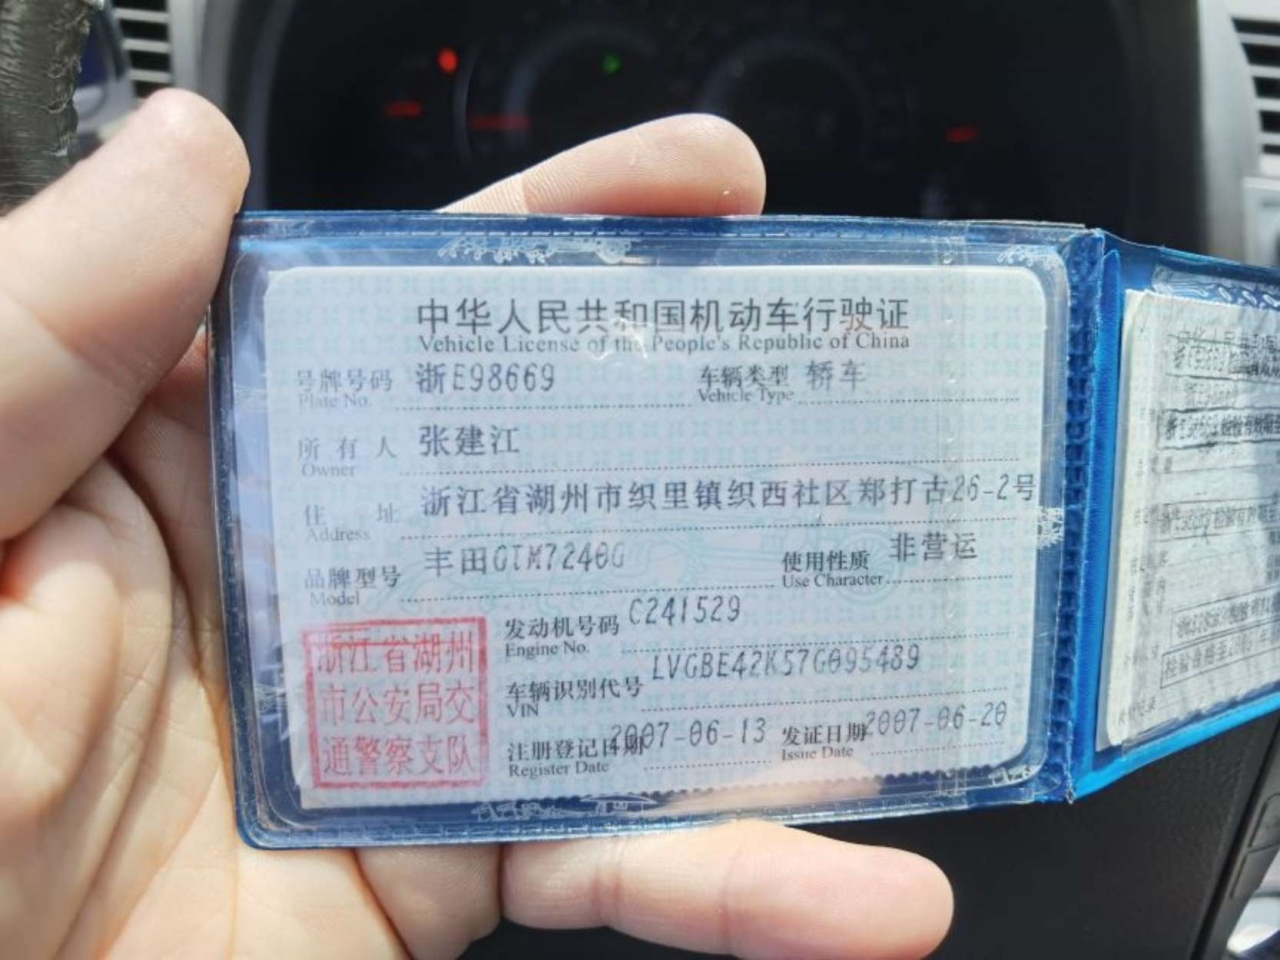 中华人民共和国机动车行驶证
Vehicle License of the People's Republic of China
号牌号码 浙E98669 车辆类型 轿车
Plate No. Vehicle Type
所有人 张建江
Owner
住址 浙江省湖州市织里镇织西社区郑打古26-2号
Address
品牌型号 丰田GTM7240G 使用性质 非营运
Model Use Character
发动机号码 C241529
Engine No.
车辆识别代号 LVGBE42K57G095489
VIN
注册登记日期 2007-06-13 发证日期 2007-06-20
Register Date Issue Date
浙江省湖州
市公安局交
通警察支队